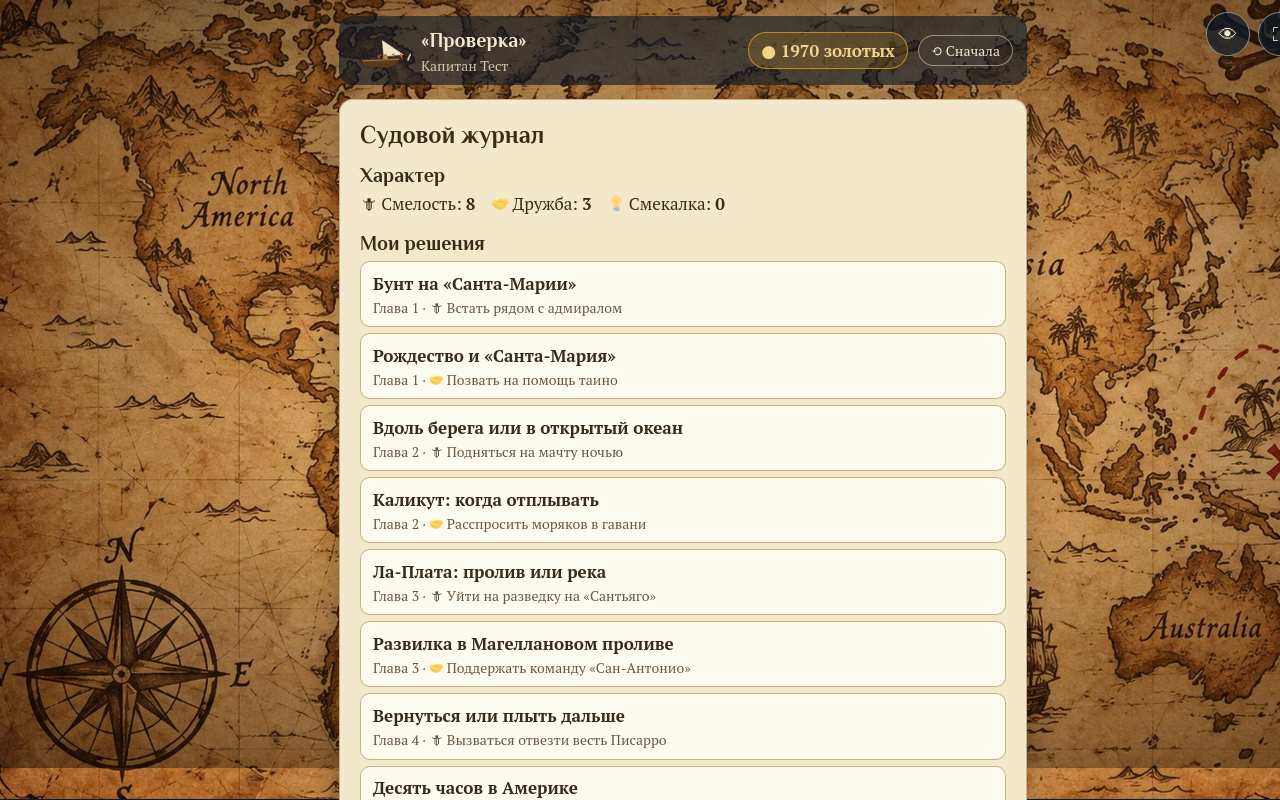 «Проверка»
Капитан Тест
1970 золотых
⟲ Сначала
Судовой журнал
Характер
🗡 Смелость: 8 🤝 Дружба: 3 💡 Смекалка: 0
Мои решения
Бунт на «Санта-Марии»
Глава 1 · 🗡 Встать рядом с адмиралом
Рождество и «Санта-Мария»
Глава 1 · 🤝 Позвать на помощь таино
Вдоль берега или в открытый океан
Глава 2 · 🗡 Подняться на мачту ночью
Каликут: когда отплывать
Глава 2 · 🤝 Расспросить моряков в гавани
Ла-Плата: пролив или река
Глава 3 · 🗡 Уйти на разведку на «Сантьяго»
Развилка в Магеллановом проливе
Глава 3 · 🤝 Поддержать команду «Сан-Антонио»
Вернуться или плыть дальше
Глава 4 · 🗡 Вызваться отвезти весть Писарро
Десять часов в Америке
North
America
sia
Australia
N
E
S